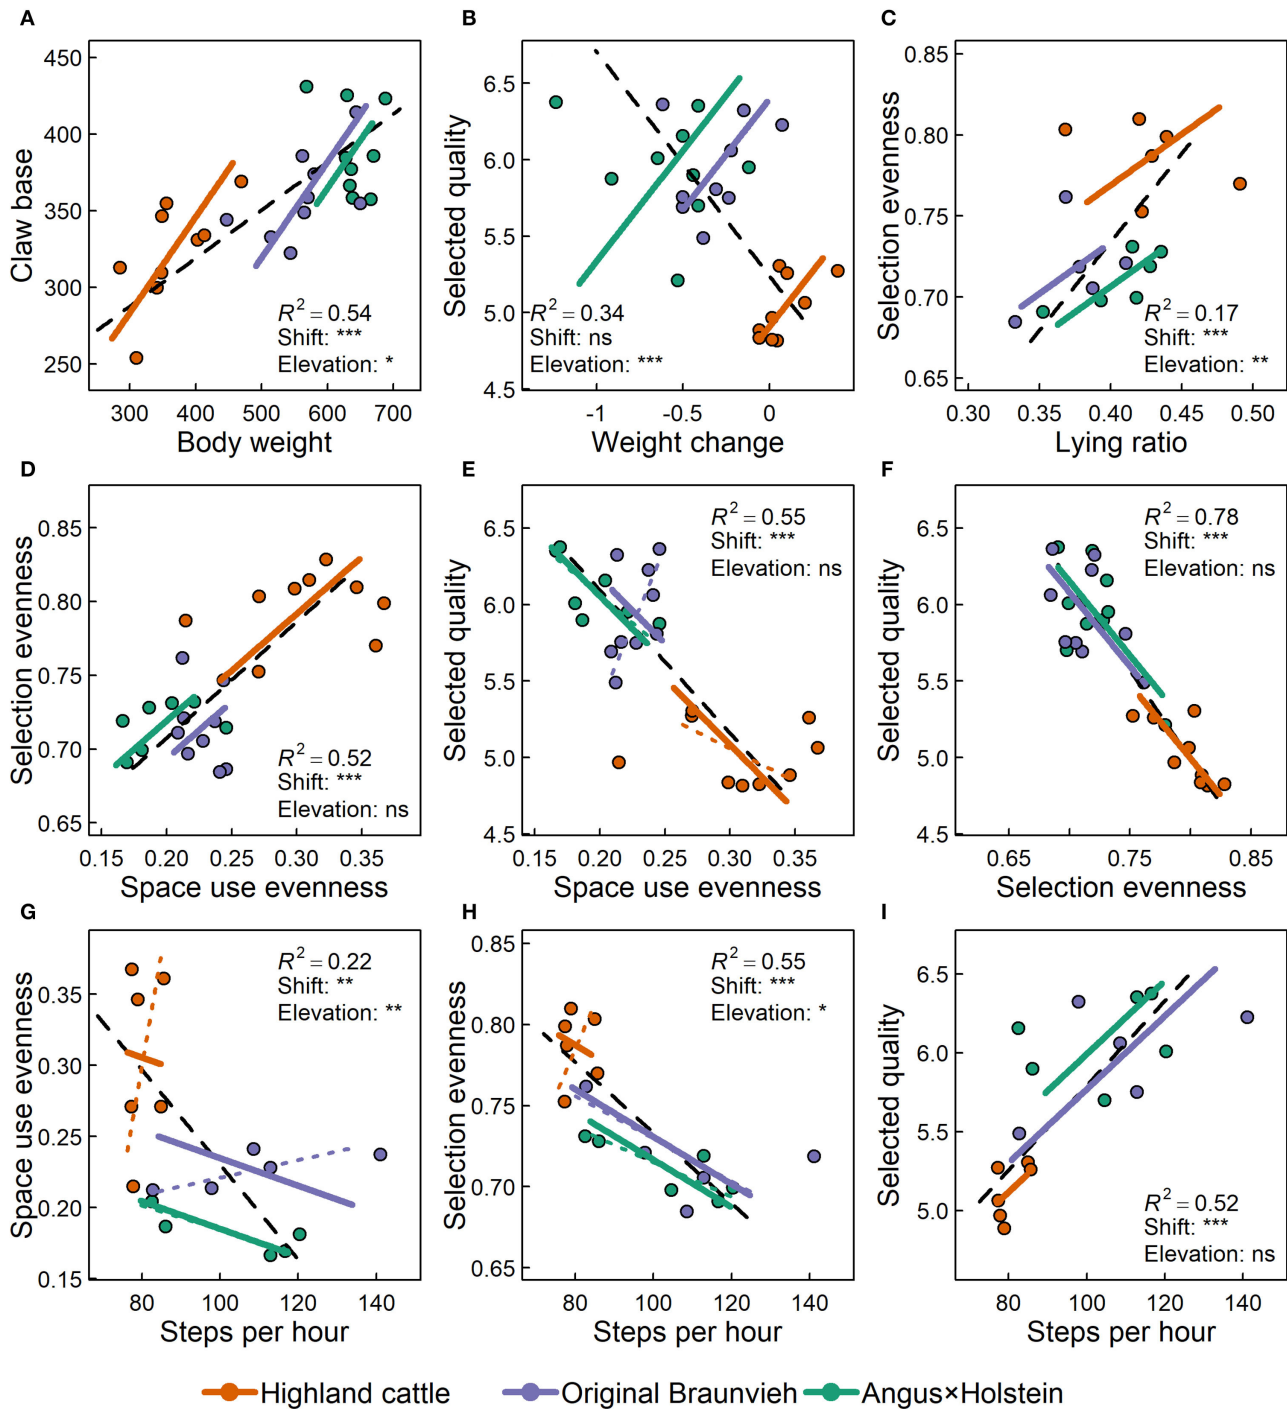 A
450
400
350
300
250
Claw base
R² = 0.54
Shift: ***
Elevation: *
300 400 500 600 700
Body weight
B
6.5
6.0
5.5
5.0
4.5
Selected quality
R² = 0.34
Shift: ns
Elevation: ***
-1 -0.5 0
Weight change
C
0.85
0.80
0.75
0.70
0.65
Selection evenness
R² = 0.17
Shift: ***
Elevation: **
0.30 0.35 0.40 0.45 0.50
Lying ratio
D
0.85
0.80
0.75
0.70
0.65
Selection evenness
R² = 0.52
Shift: ***
Elevation: ns
0.15 0.20 0.25 0.30 0.35
Space use evenness
E
6.5
6.0
5.5
5.0
4.5
Selected quality
R² = 0.55
Shift: ***
Elevation: ns
0.15 0.20 0.25 0.30 0.35
Space use evenness
F
6.5
6.0
5.5
5.0
4.5
Selected quality
R² = 0.78
Shift: ***
Elevation: ns
0.65 0.75 0.85
Selection evenness
G
0.35
0.30
0.25
0.20
0.15
Space use evenness
R² = 0.22
Shift: **
Elevation: **
80 100 120 140
Steps per hour
H
0.85
0.80
0.75
0.70
0.65
Selection evenness
R² = 0.55
Shift: ***
Elevation: *
80 100 120 140
Steps per hour
I
6.5
6.0
5.5
5.0
Selected quality
R² = 0.52
Shift: ***
Elevation: ns
80 100 120 140
Steps per hour
Highland cattle Original Braunvieh Angus×Holstein